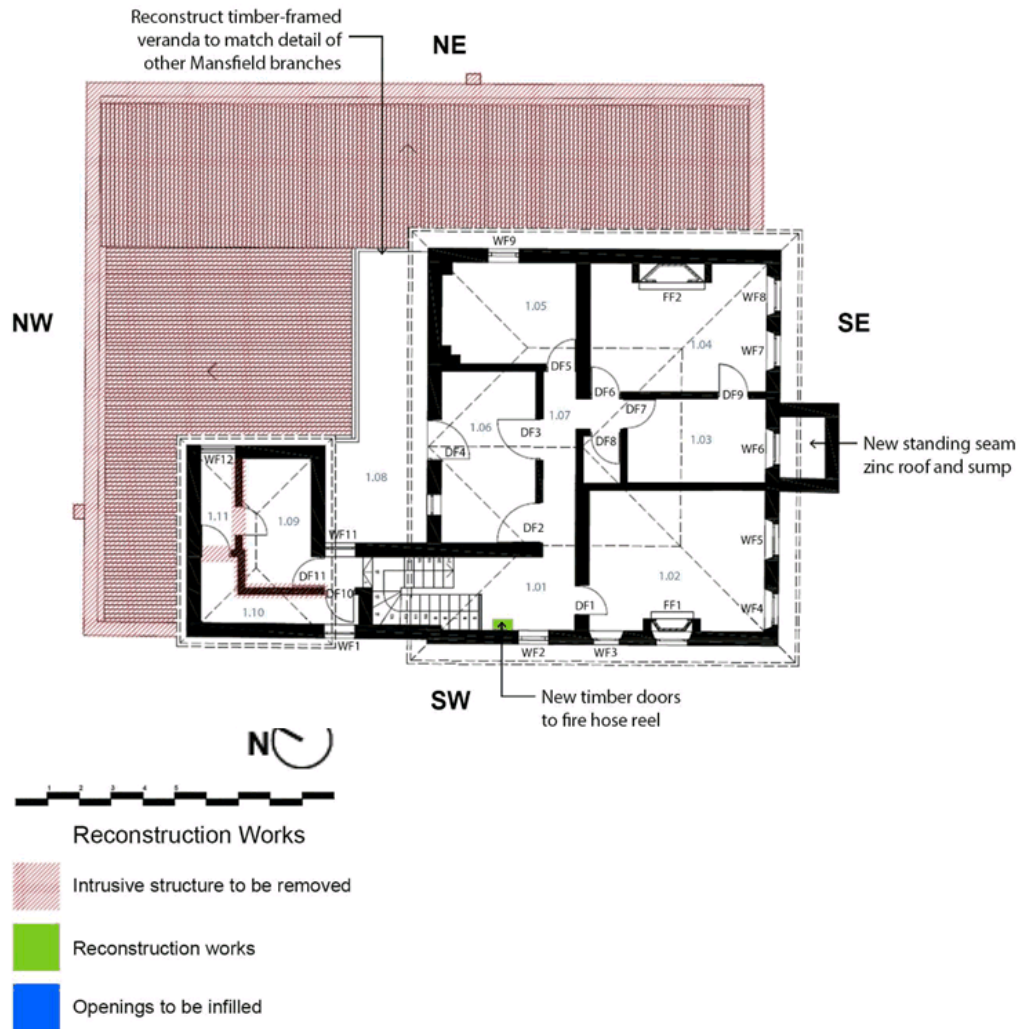 Reconstruct timber-framed
veranda to match detail of
other Mansfield branches
NE
NW
SE
SW
WF9
1.05
FF2
WF8
1.04
WF7
DF5
DF6
DF9
1.07
DF7
1.06
DF3
DF4
DF8
1.03
WF6
New standing seam
zinc roof and sump
WF12
1.08
1.11
1.09
DF2
WF5
WF11
DF11
1.01
1.02
DF10
DF1
FF1
WF4
1.10
WF1
WF2
WF3
New timber doors
to fire hose reel
N
1 2 3 4 5
Reconstruction Works
Intrusive structure to be removed
Reconstruction works
Openings to be infilled